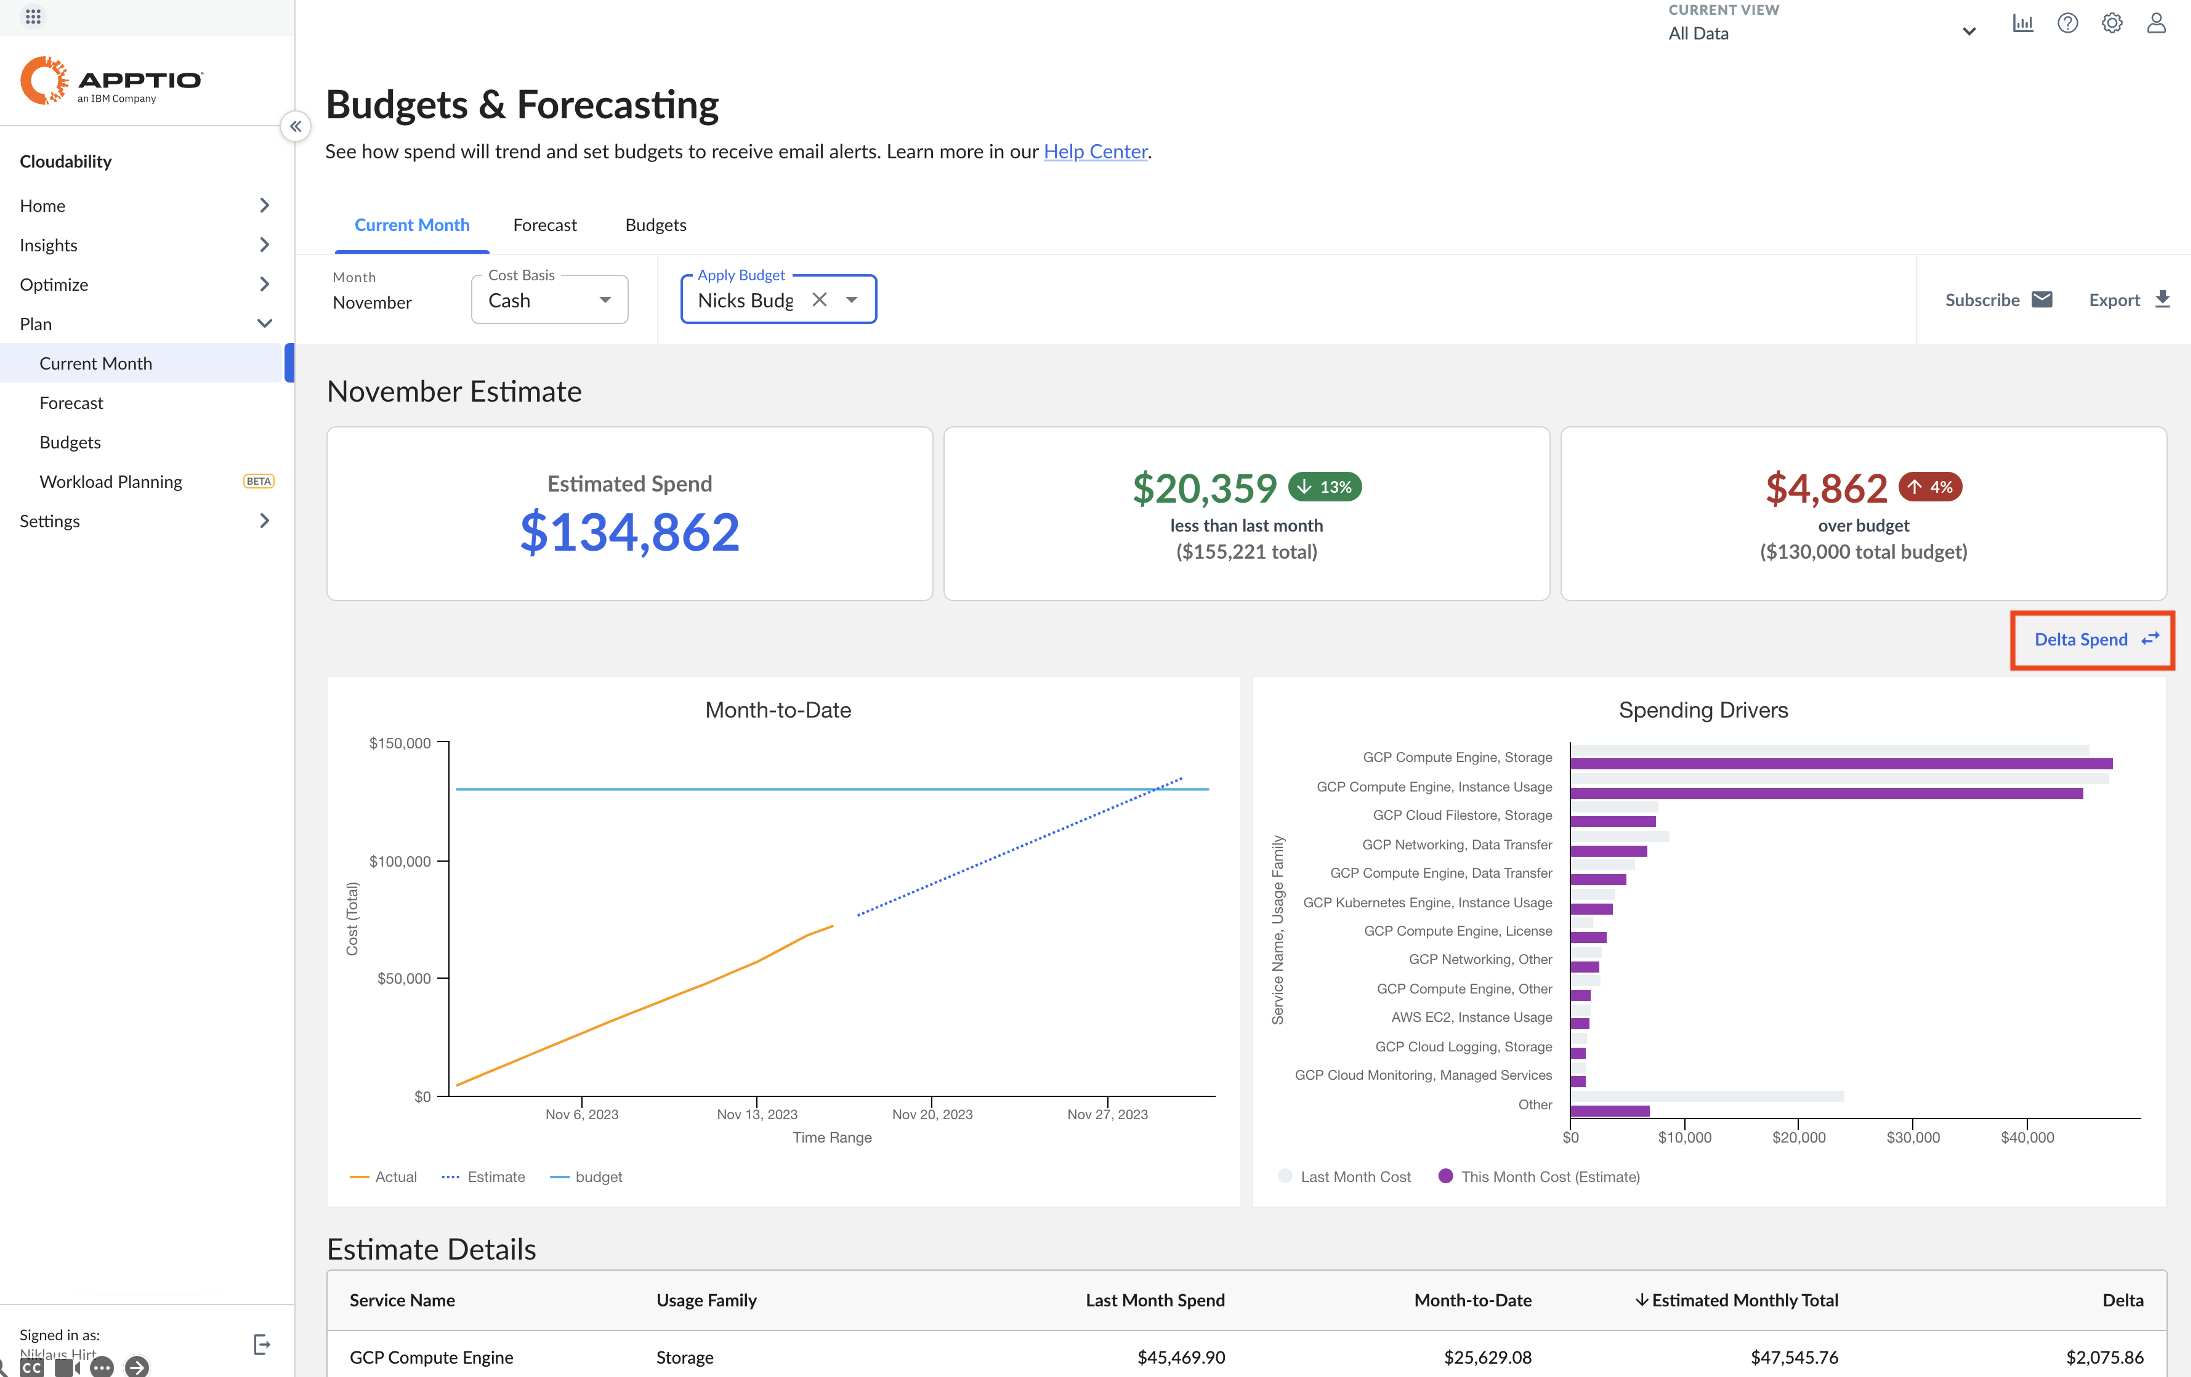 CURRENT VIEW
All Data
APPTIO
an IBM Company
Cloudability
Home
Insights
Optimize
Plan
Current Month
Forecast
Budgets
Workload Planning BETA
Settings
Signed in as:
Niklaus Hirt
CC
Budgets & Forecasting
See how spend will trend and set budgets to receive email alerts. Learn more in our Help Center.
Current Month Forecast Budgets
Month
November
Cost Basis
Cash
Apply Budget
Nicks Budg
Subscribe
Export
November Estimate
Estimated Spend
$134,862
$20,359 13%
less than last month
($155,221 total)
$4,862 4%
over budget
($130,000 total budget)
Delta Spend
Month-to-Date
Cost (Total)
$150,000
$100,000
$50,000
$0
Nov 6, 2023 Nov 13, 2023 Nov 20, 2023 Nov 27, 2023
Time Range
Actual Estimate budget
Spending Drivers
Service Name, Usage Family
GCP Compute Engine, Storage
GCP Compute Engine, Instance Usage
GCP Cloud Filestore, Storage
GCP Networking, Data Transfer
GCP Compute Engine, Data Transfer
GCP Kubernetes Engine, Instance Usage
GCP Compute Engine, License
GCP Networking, Other
GCP Compute Engine, Other
AWS EC2, Instance Usage
GCP Cloud Logging, Storage
GCP Cloud Monitoring, Managed Services
Other
$0 $10,000 $20,000 $30,000 $40,000
Last Month Cost This Month Cost (Estimate)
Estimate Details
Service Name Usage Family Last Month Spend Month-to-Date Estimated Monthly Total Delta
GCP Compute Engine Storage $45,469.90 $25,629.08 $47,545.76 $2,075.86